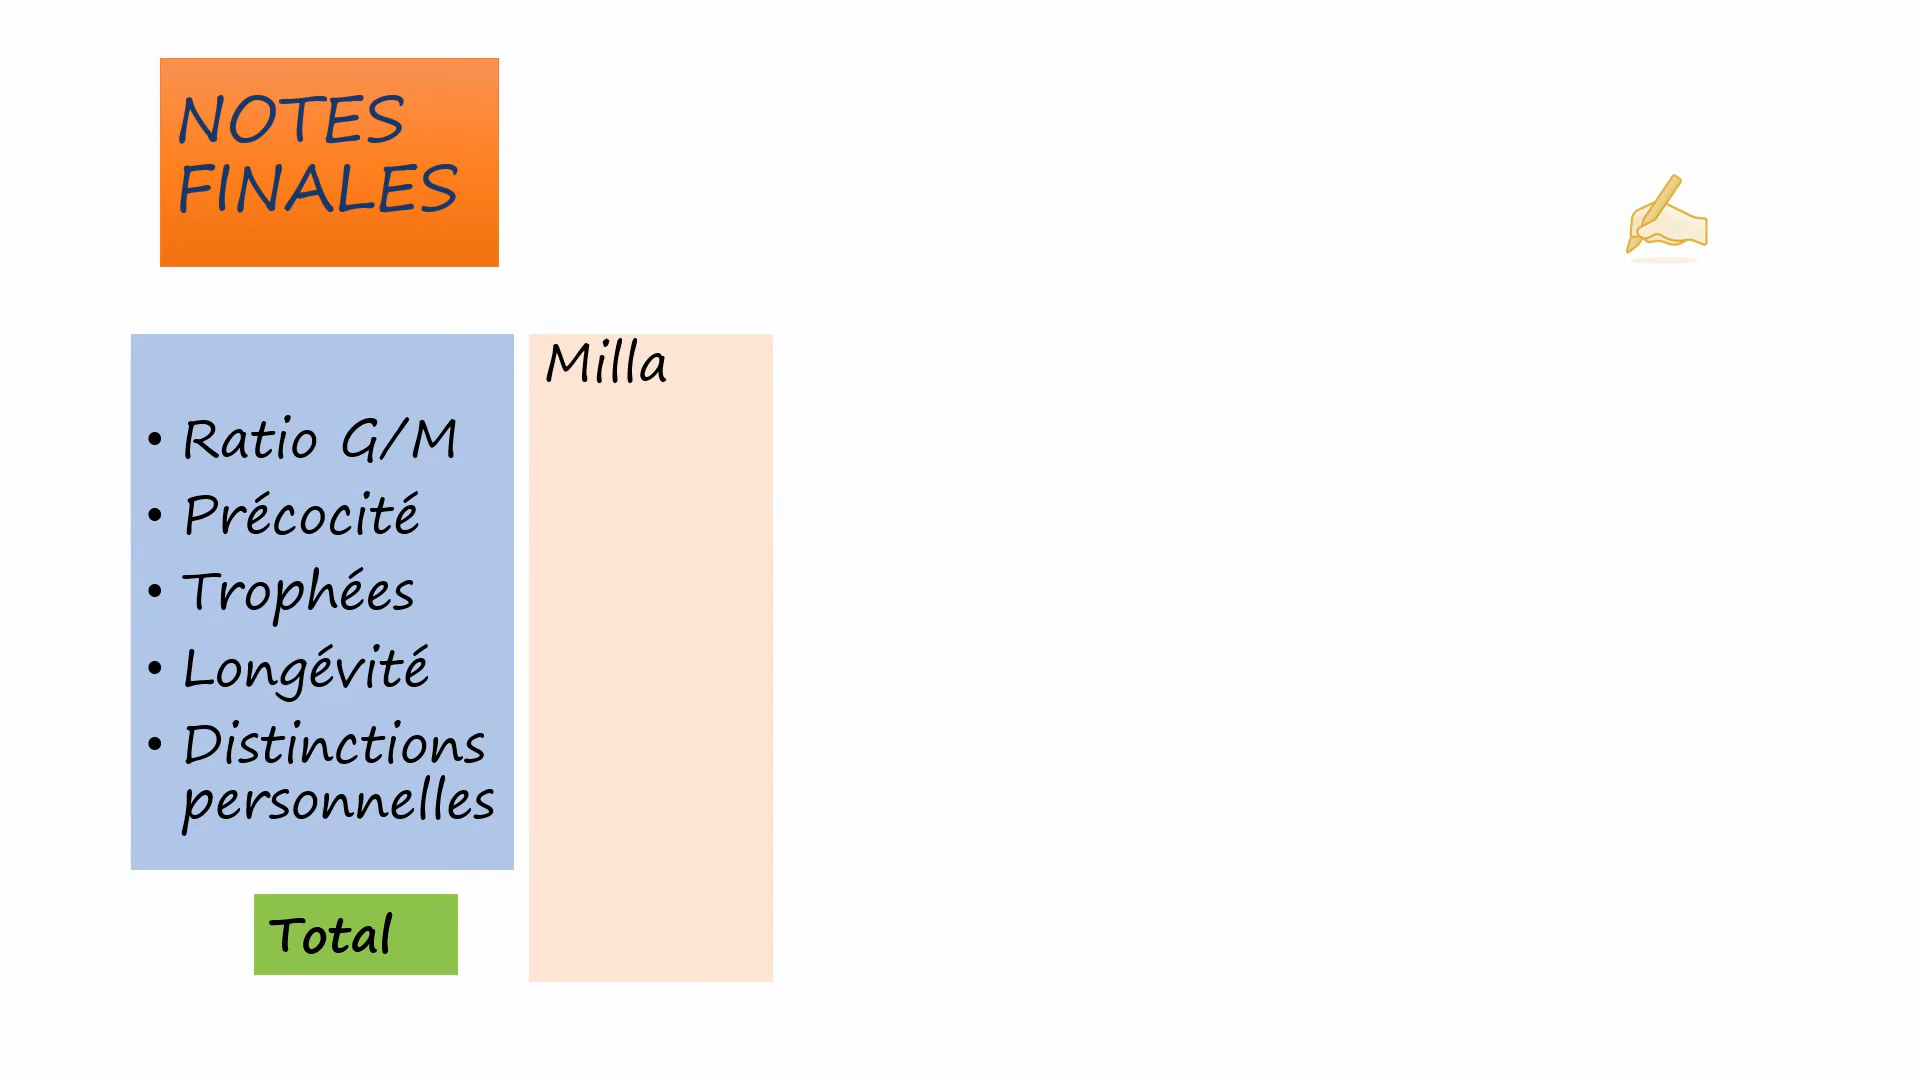 NOTES
FINALES
Milla
• Ratio G/M
• Précocité
• Trophées
• Longévité
• Distinctions
personnelles
Total